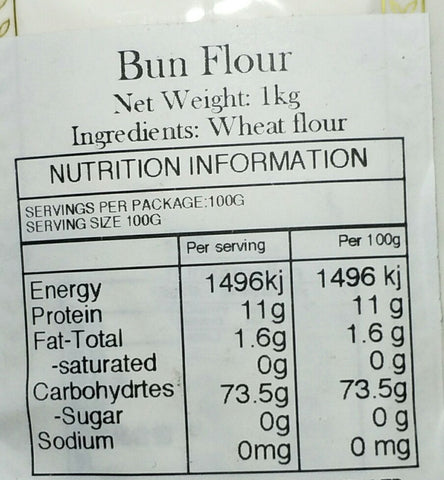 Bun Flour
Net Weight: 1kg
Ingredients: Wheat flour
NUTRITION INFORMATION
SERVINGS PER PACKAGE:100G
SERVING SIZE 100G
Per serving Per 100g
Energy 1496kj 1496 kj
Protein 11g 11 g
Fat-Total 1.6g 1.6 g
-saturated 0g 0 g
Carbohydrtes 73.5g 73.5g
-Sugar 0g 0 g
Sodium 0mg 0 mg